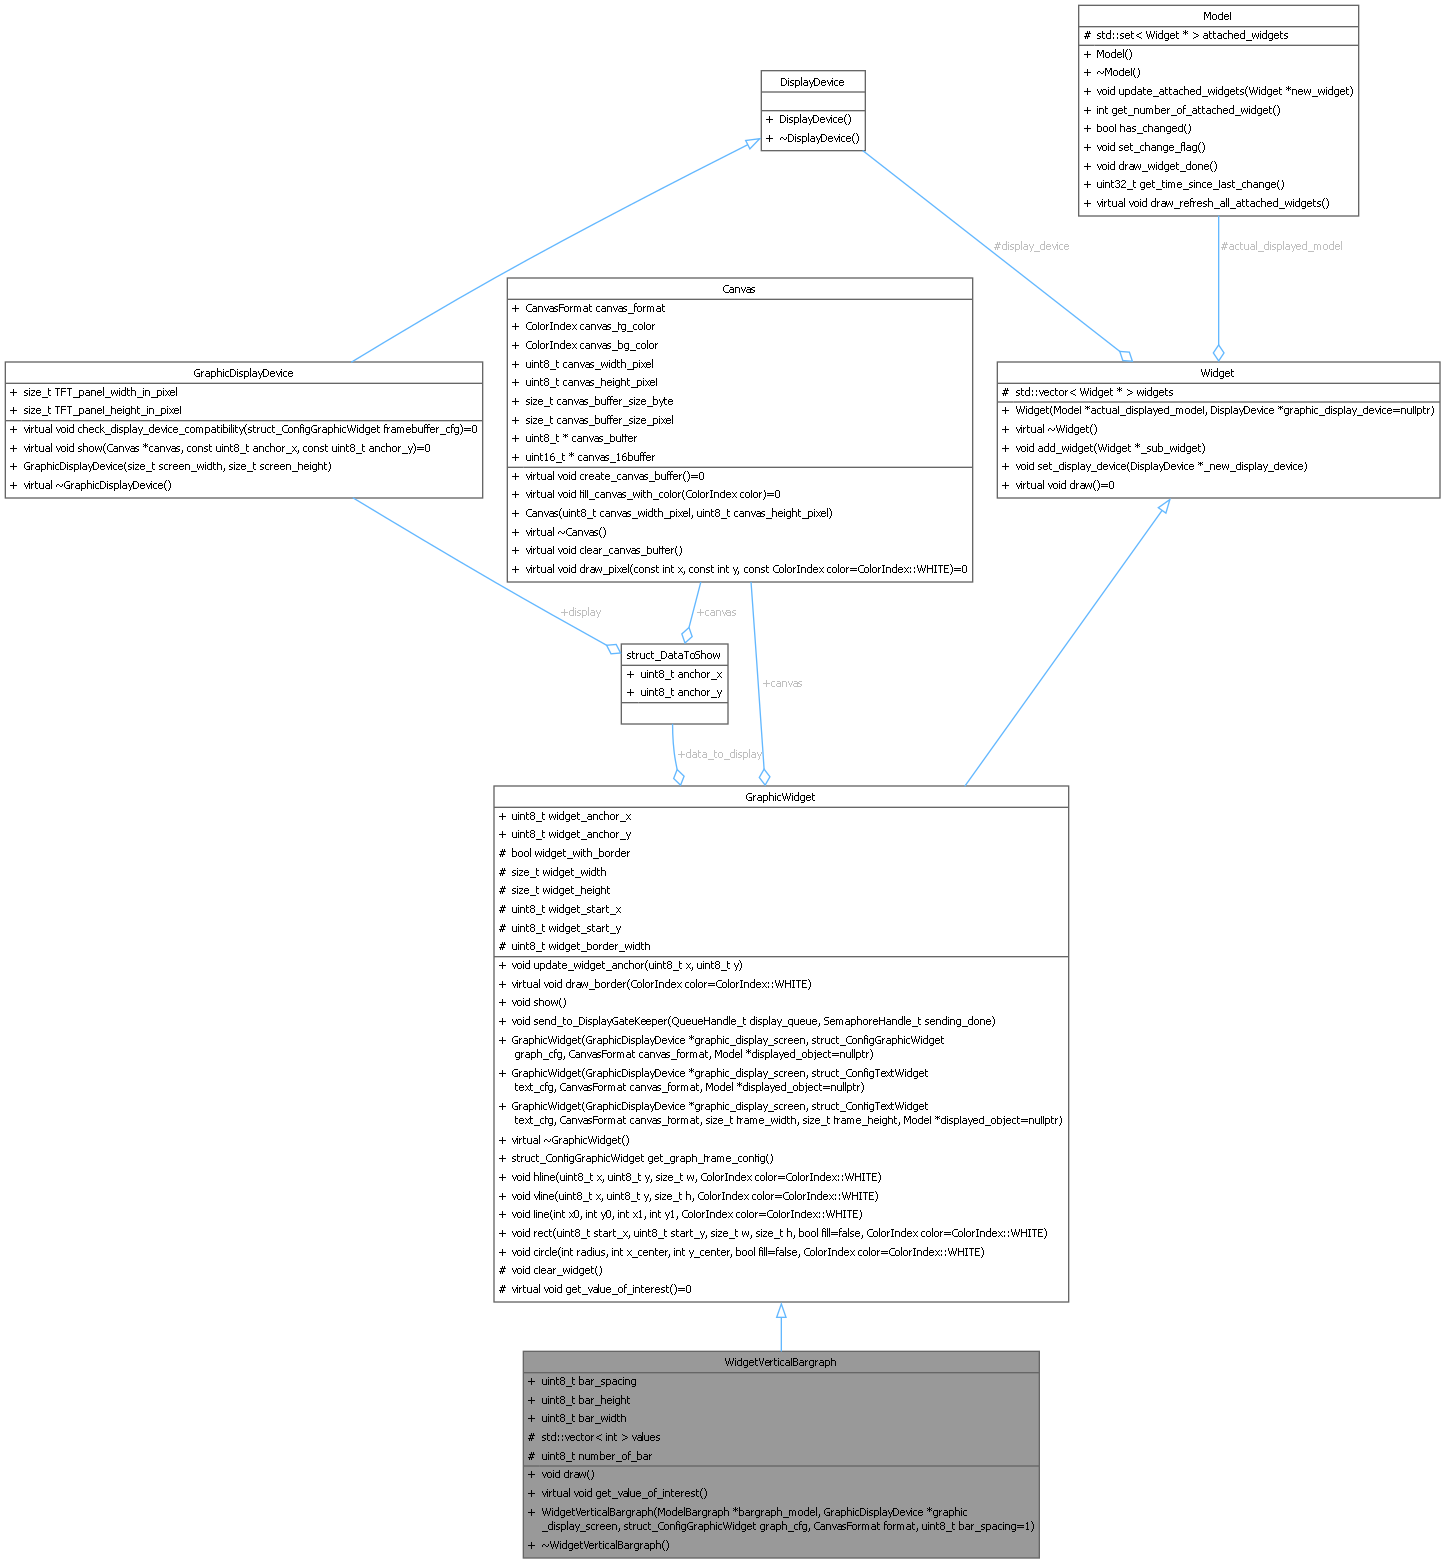 Model
# std::set< Widget * > attached_widgets
+ Model()
+ ~Model()
+ void update_attached_widgets(Widget *new_widget)
+ int get_number_of_attached_widget()
+ bool has_changed()
+ void set_change_flag()
+ void draw_widget_done()
+ uint32_t get_time_since_last_change()
+ virtual void draw_refresh_all_attached_widgets()
DisplayDevice
+ DisplayDevice()
+ ~DisplayDevice()
#display_device
#actual_displayed_model
Canvas
+ CanvasFormat canvas_format
+ ColorIndex canvas_fg_color
+ ColorIndex canvas_bg_color
+ uint8_t canvas_width_pixel
+ uint8_t canvas_height_pixel
+ size_t canvas_buffer_size_byte
+ size_t canvas_buffer_size_pixel
+ uint8_t * canvas_buffer
+ uint16_t * canvas_16buffer
+ virtual void create_canvas_buffer()=0
+ virtual void fill_canvas_with_color(ColorIndex color)=0
+ Canvas(uint8_t canvas_width_pixel, uint8_t canvas_height_pixel)
+ virtual ~Canvas()
+ virtual void clear_canvas_buffer()
+ virtual void draw_pixel(const int x, const int y, const ColorIndex color=ColorIndex::WHITE)=0
GraphicDisplayDevice
+ size_t TFT_panel_width_in_pixel
+ size_t TFT_panel_height_in_pixel
+ virtual void check_display_device_compatibility(struct_ConfigGraphicWidget framebuffer_cfg)=0
+ virtual void show(Canvas *canvas, const uint8_t anchor_x, const uint8_t anchor_y)=0
+ GraphicDisplayDevice(size_t screen_width, size_t screen_height)
+ virtual ~GraphicDisplayDevice()
Widget
# std::vector< Widget * > widgets
+ Widget(Model *actual_displayed_model, DisplayDevice *graphic_display_device=nullptr)
+ virtual ~Widget()
+ void add_widget(Widget *_sub_widget)
+ void set_display_device(DisplayDevice *_new_display_device)
+ virtual void draw()=0
+display
+canvas
struct_DataToShow
+ uint8_t anchor_x
+ uint8_t anchor_y
+canvas
+data_to_display
GraphicWidget
+ uint8_t widget_anchor_x
+ uint8_t widget_anchor_y
# bool widget_with_border
# size_t widget_width
# size_t widget_height
# uint8_t widget_start_x
# uint8_t widget_start_y
# uint8_t widget_border_width
+ void update_widget_anchor(uint8_t x, uint8_t y)
+ virtual void draw_border(ColorIndex color=ColorIndex::WHITE)
+ void show()
+ void send_to_DisplayGateKeeper(QueueHandle_t display_queue, SemaphoreHandle_t sending_done)
+ GraphicWidget(GraphicDisplayDevice *graphic_display_screen, struct_ConfigGraphicWidget
graph_cfg, CanvasFormat canvas_format, Model *displayed_object=nullptr)
+ GraphicWidget(GraphicDisplayDevice *graphic_display_screen, struct_ConfigTextWidget
text_cfg, CanvasFormat canvas_format, Model *displayed_object=nullptr)
+ GraphicWidget(GraphicDisplayDevice *graphic_display_screen, struct_ConfigTextWidget
text_cfg, CanvasFormat canvas_format, size_t frame_width, size_t frame_height, Model *displayed_object=nullptr)
+ virtual ~GraphicWidget()
+ struct_ConfigGraphicWidget get_graph_frame_config()
+ void hline(uint8_t x, uint8_t y, size_t w, ColorIndex color=ColorIndex::WHITE)
+ void vline(uint8_t x, uint8_t y, size_t h, ColorIndex color=ColorIndex::WHITE)
+ void line(int x0, int y0, int x1, int y1, ColorIndex color=ColorIndex::WHITE)
+ void rect(uint8_t start_x, uint8_t start_y, size_t w, size_t h, bool fill=false, ColorIndex color=ColorIndex::WHITE)
+ void circle(int radius, int x_center, int y_center, bool fill=false, ColorIndex color=ColorIndex::WHITE)
# void clear_widget()
# virtual void get_value_of_interest()=0
WidgetVerticalBargraph
+ uint8_t bar_spacing
+ uint8_t bar_height
+ uint8_t bar_width
# std::vector< int > values
# uint8_t number_of_bar
+ void draw()
+ virtual void get_value_of_interest()
+ WidgetVerticalBargraph(ModelBargraph *bargraph_model, GraphicDisplayDevice *graphic
_display_screen, struct_ConfigGraphicWidget graph_cfg, CanvasFormat format, uint8_t bar_spacing=1)
+ ~WidgetVerticalBargraph()